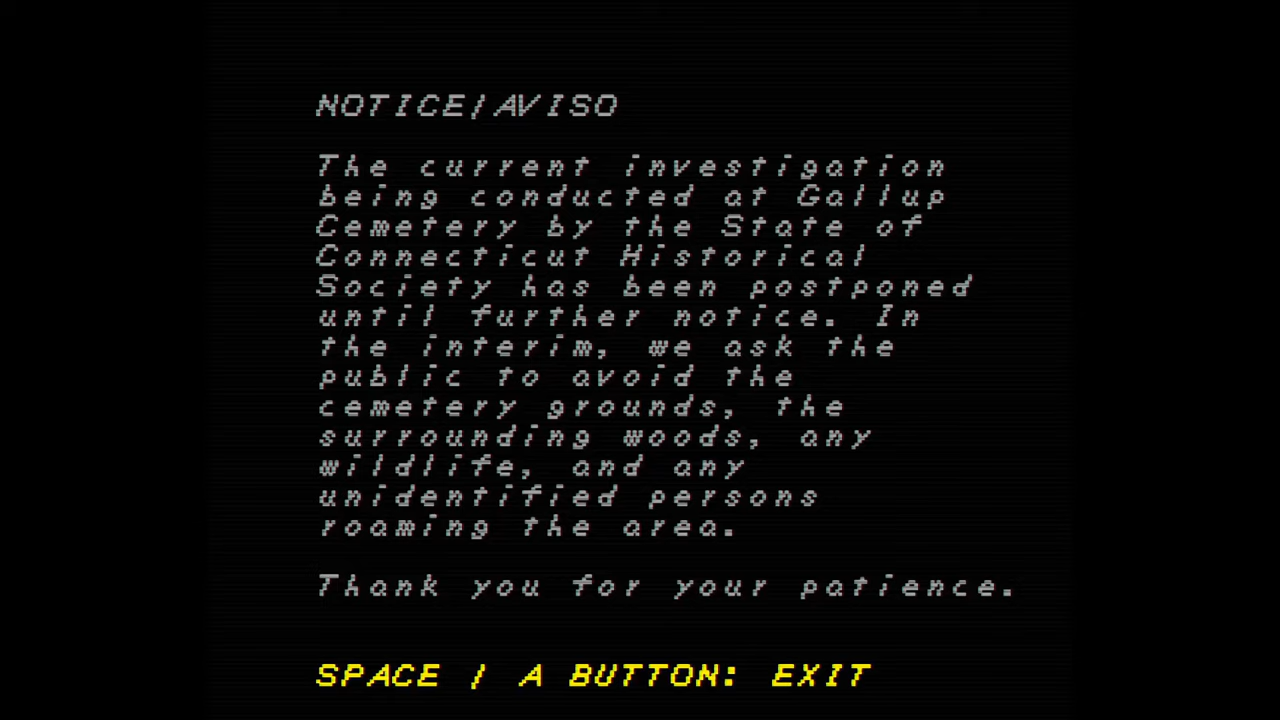 NOTICE/AVISO
The current investigation
being conducted at Gallup
Cemetery by the State of
Connecticut Historical
Society has been postponed
until further notice. In
the interim, we ask the
public to avoid the
cemetery grounds, the
surrounding woods, any
wildlife, and any
unidentified persons
roaming the area.
Thank you for your patience.
SPACE / A BUTTON: EXIT